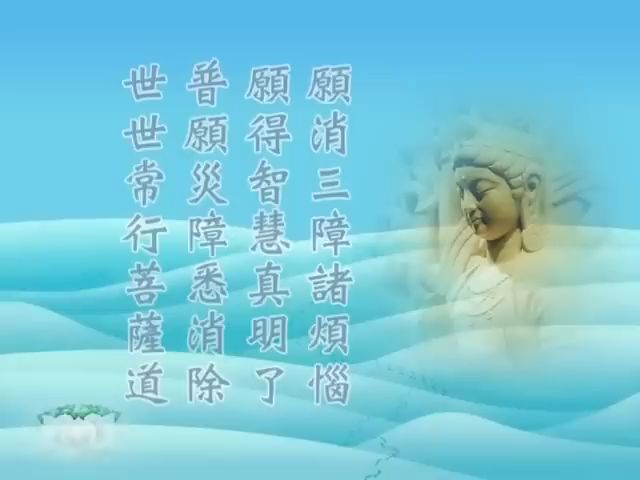 願消三障諸煩惱
願得智慧真明了
普願災障悉消除
世世常行菩薩道